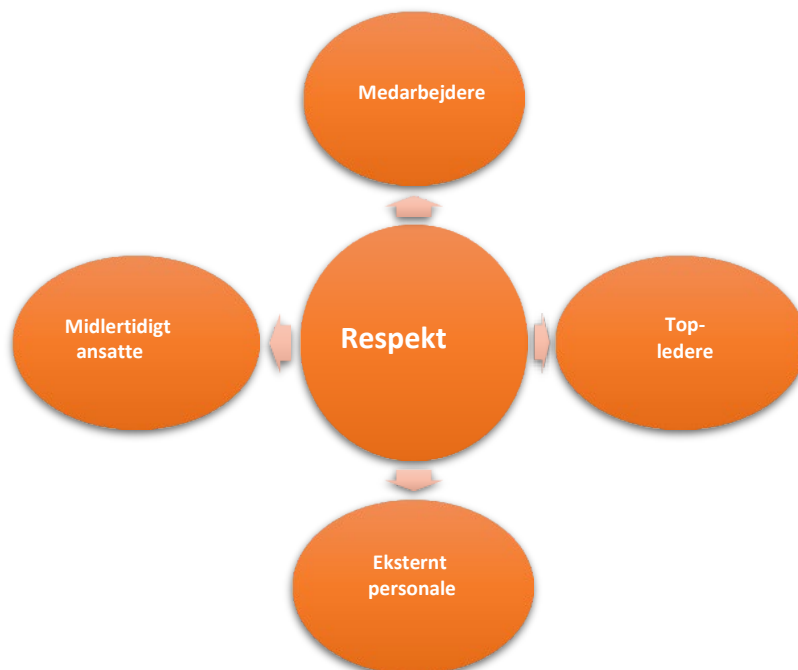 Medarbejdere
Midlertidigt
ansatte
Respekt
Top-
ledere
Eksternt
personale